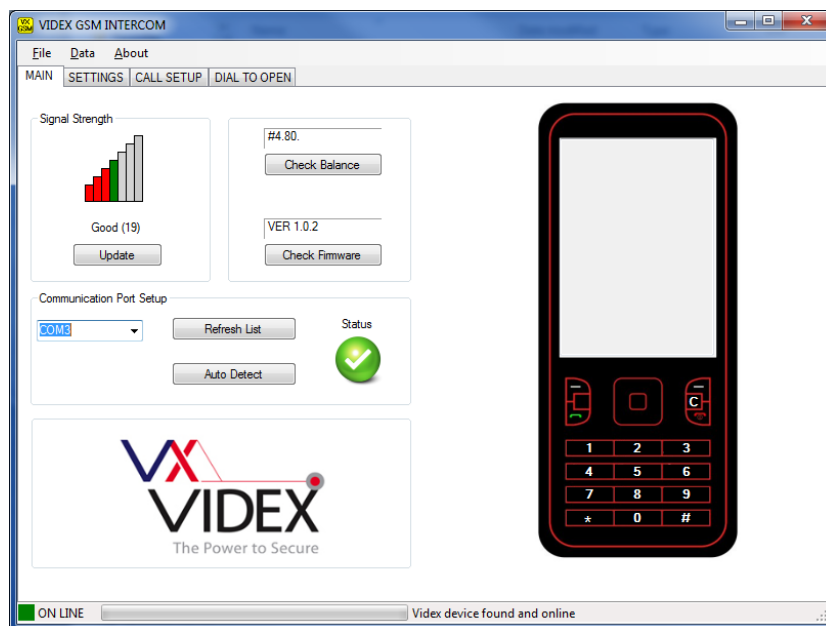 VX
GSM
VIDEX GSM INTERCOM
File Data About
MAIN SETTINGS CALL SETUP DIAL TO OPEN
Signal Strength
Good (19)
Update
#4.80.
Check Balance
VER 1.0.2
Check Firmware
Communication Port Setup
COM3
Refresh List
Auto Detect
Status
VX
VIDEX
The Power to Secure
C
1 2 3
4 5 6
7 8 9
* 0 #
ON LINE
Videx device found and online